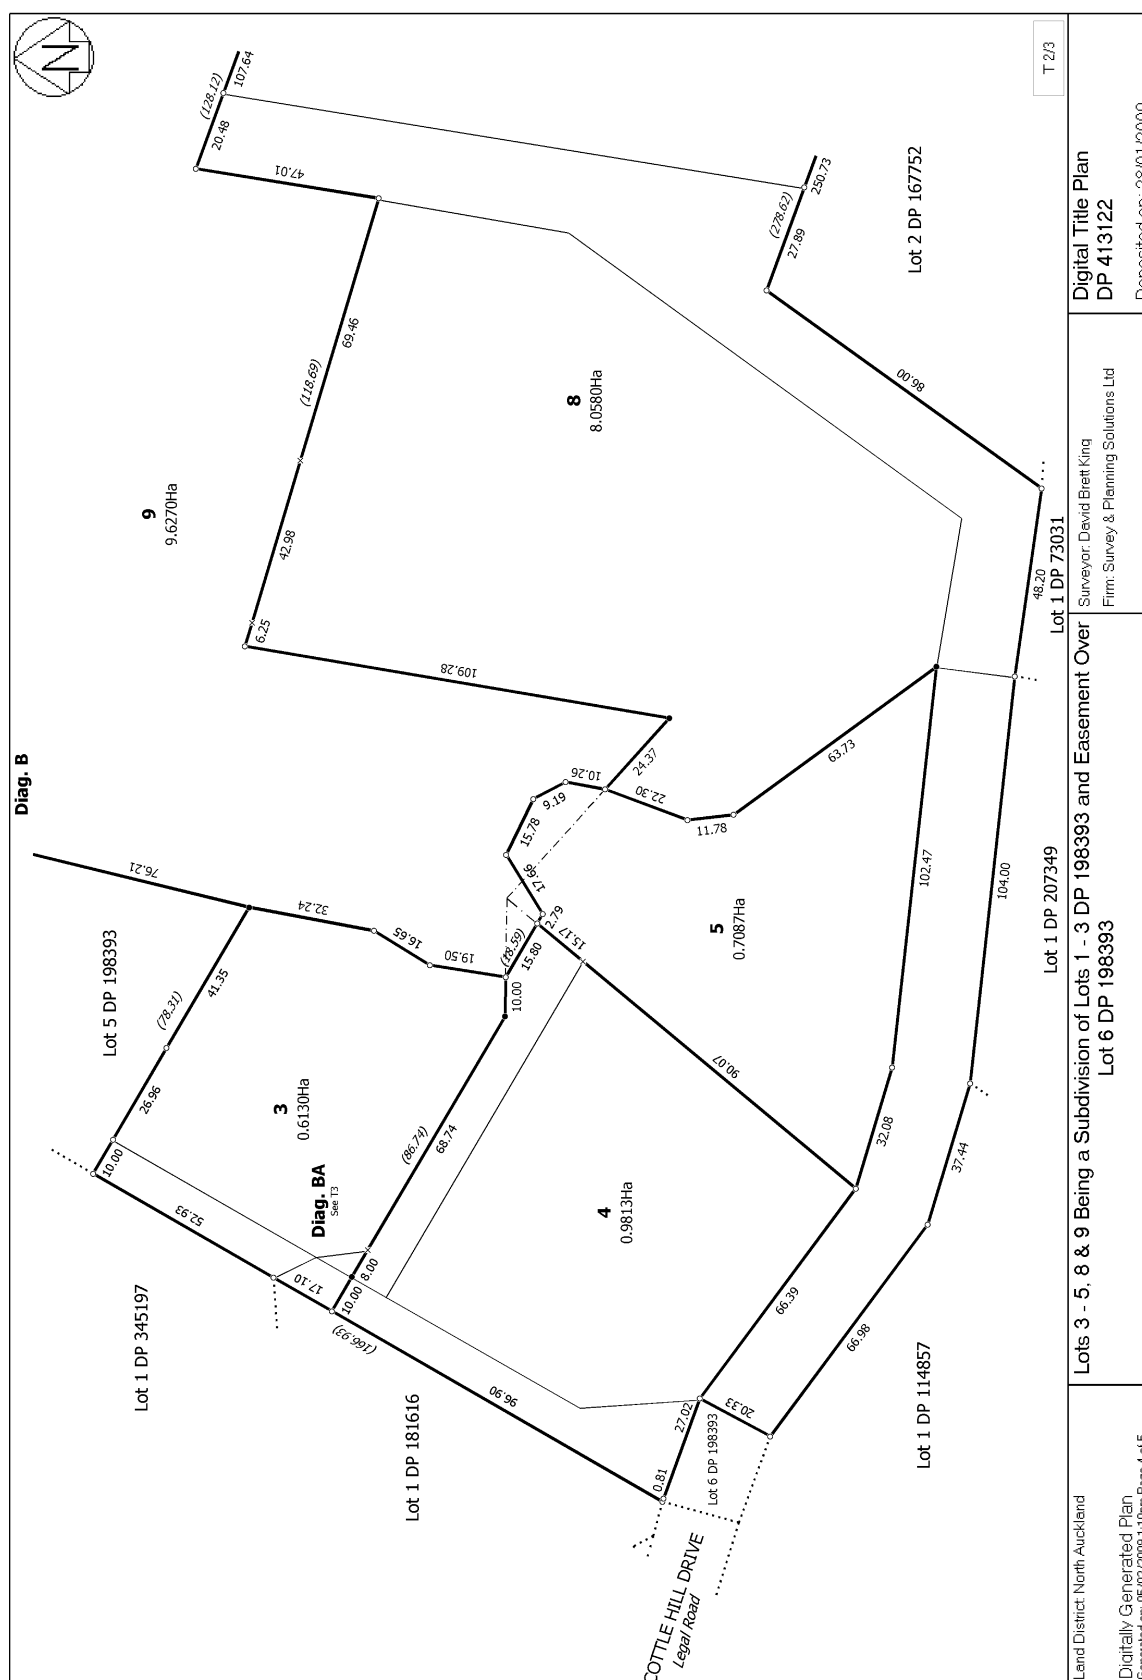 N
Diag. B
T 2/3
(128.12)
107.64
20.48
47.01
(118.69)
69.46
42.98
6.25
9
9.6270Ha
8
8.0580Ha
(278.62)
250.73
27.89
Lot 2 DP 167752
86.00
48.20
Lot 1 DP 73031
109.28
24.37
10.26
9.19
15.78
17.66
2.79
22.30
11.78
63.73
102.47
104.00
Lot 1 DP 207349
5
0.7087Ha
76.21
32.24
16.65
19.50
(18.59)
15.80
10.00
15.17
90.07
Lot 5 DP 198393
(78.31)
41.35
26.96
10.00
3
0.6130Ha
Diag. BA
See T3
52.93
17.10
10.00
8.00
(86.74)
68.74
(166.93)
96.90
Lot 1 DP 345197
Lot 1 DP 181616
4
0.9813Ha
32.08
37.44
66.39
66.98
Lot 1 DP 114857
20.33
27.02
0.81
Lot 6 DP 198393
COTTLE HILL DRIVE
Legal Road
Land District: North Auckland
Digitally Generated Plan
Lots 3 - 5, 8 & 9 Being a Subdivision of Lots 1 - 3 DP 198393 and Easement Over
Lot 6 DP 198393
Surveyor: David Brett King
Firm: Survey & Planning Solutions Ltd
Digital Title Plan
DP 413122